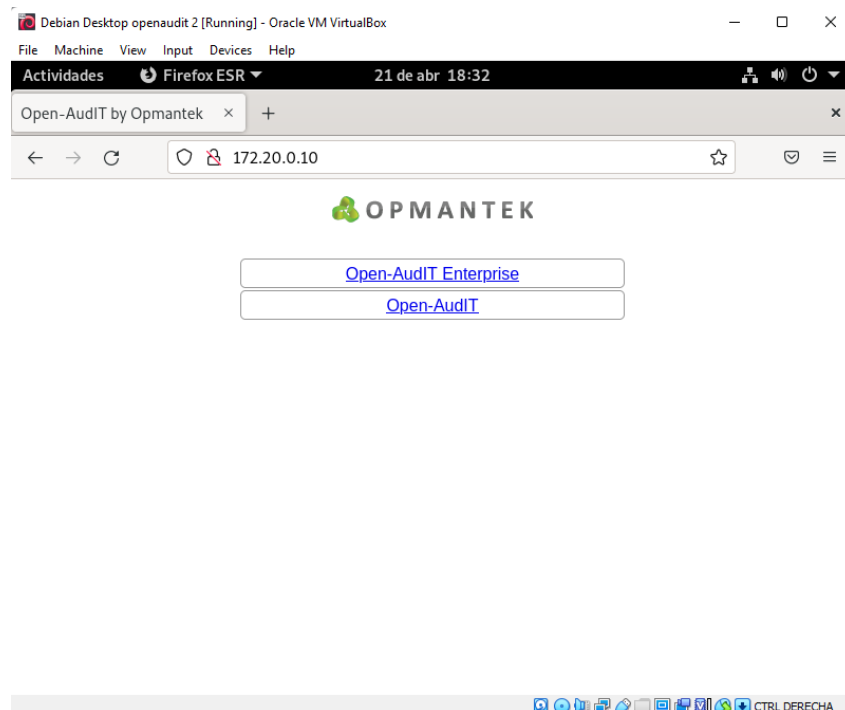 Debian Desktop openaudit 2 [Running] - Oracle VM VirtualBox
File Machine View Input Devices Help
Actividades Firefox ESR 21 de abr 18:32
Open-AudIT by Opmantek
172.20.0.10
OPMANTEK
Open-AudIT Enterprise
Open-AudIT
CTRL DERECHA